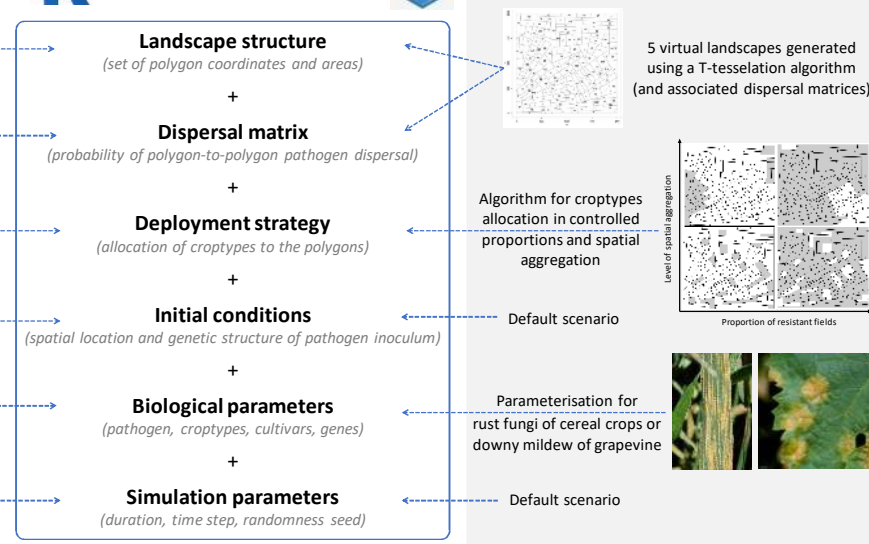 Landscape structure
(set of polygon coordinates and areas)
+
Dispersal matrix
(probability of polygon-to-polygon pathogen dispersal)
+
Deployment strategy
(allocation of croptypes to the polygons)
+
Initial conditions
(spatial location and genetic structure of pathogen inoculum)
+
Biological parameters
(pathogen, croptypes, cultivars, genes)
+
Simulation parameters
(duration, time step, randomness seed)
5 virtual landscapes generated
using a T-tesselation algorithm
(and associated dispersal matrices)
Algorithm for croptypes
allocation in controlled
proportions and spatial
aggregation
Level of spatial aggregation
Proportion of resistant fields
Default scenario
Parameterisation for
rust fungi of cereal crops or
downy mildew of grapevine
Default scenario